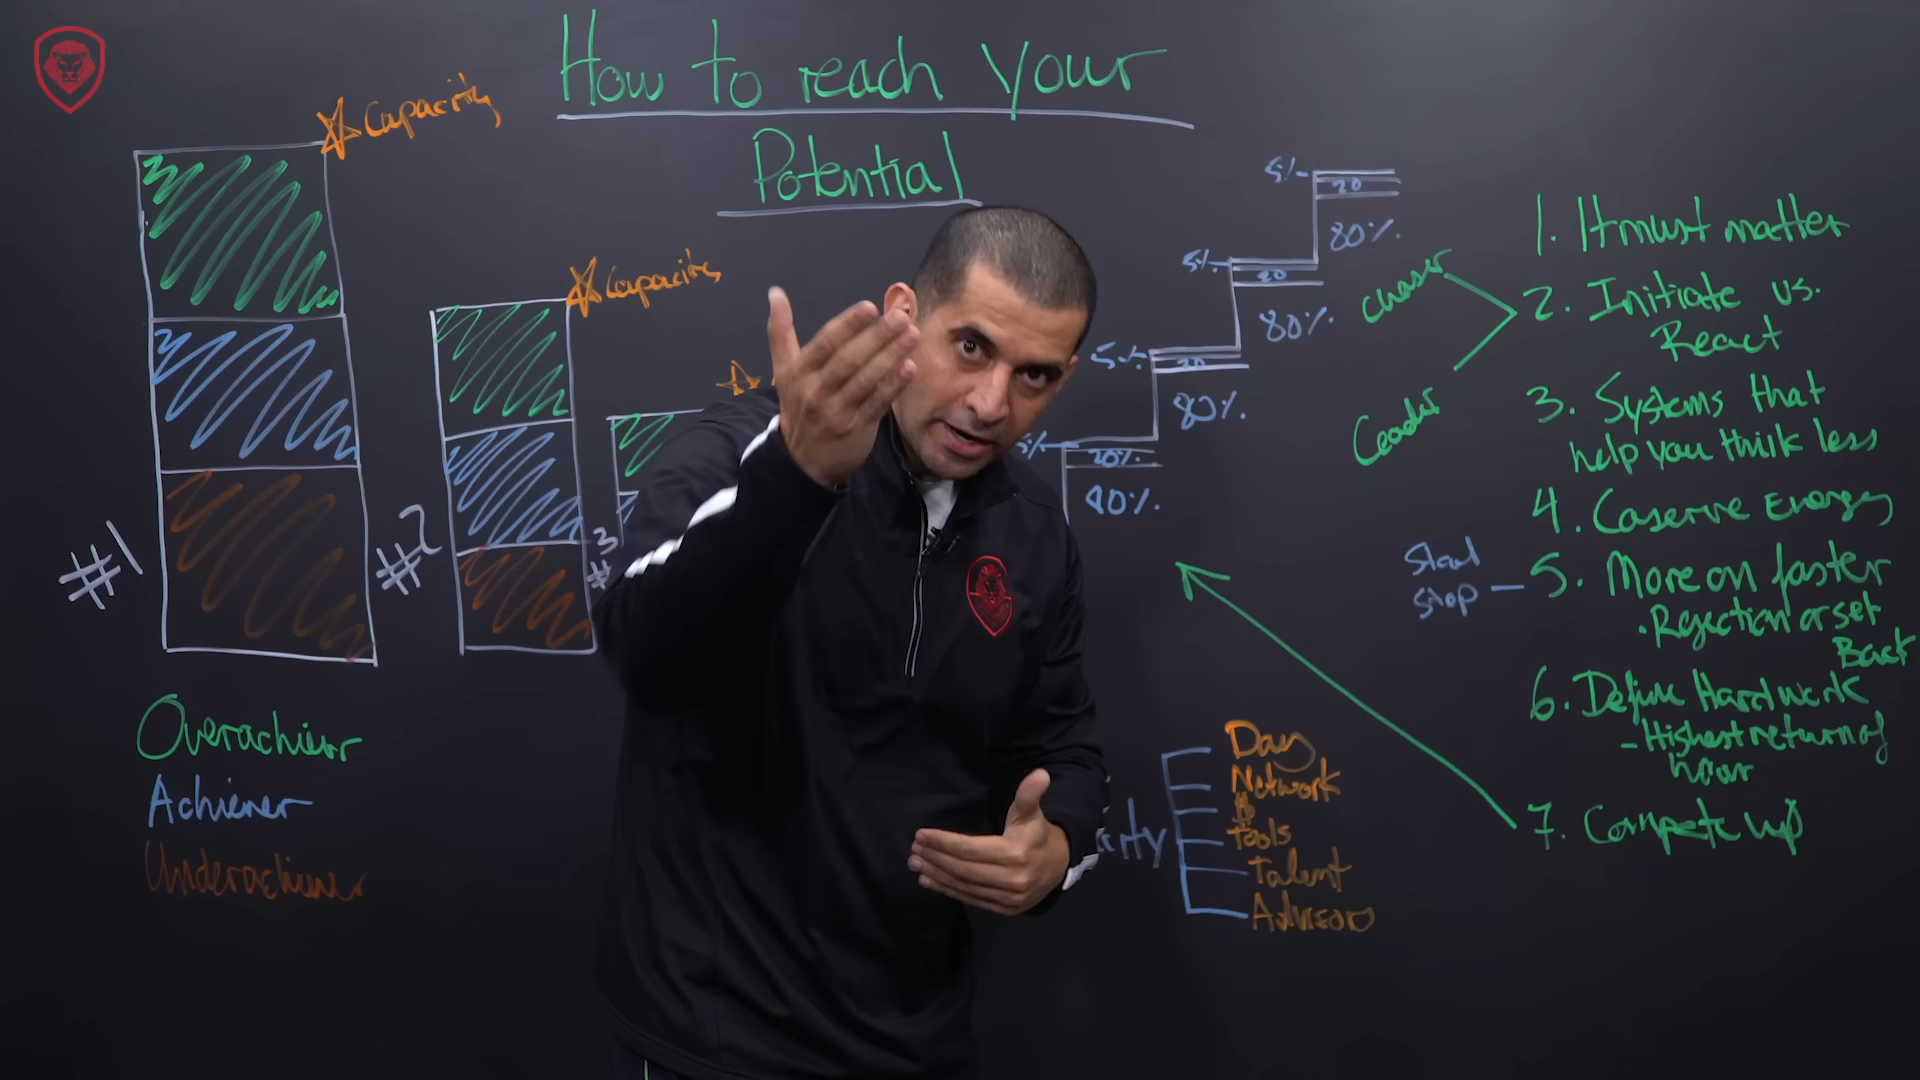 How to reach your
Potential
Capacity
Capacity
#1
#2
#3
Overachiever
Achiever
Underachiever
5%
20
80%
5%
20
80%
5%
20
80%
5%
20%
80%
Chaser
Leader
1. It must matter
2. Initiate vs.
React
3. Systems that
help you think less
4. Caserve Energy
Start
Stop
5. More on faster
. Rejection or set
Back
6. Define Hard work
- Highest return of
hour
7. Compete up
Day
Network
$
Tools
Talent
Advisors